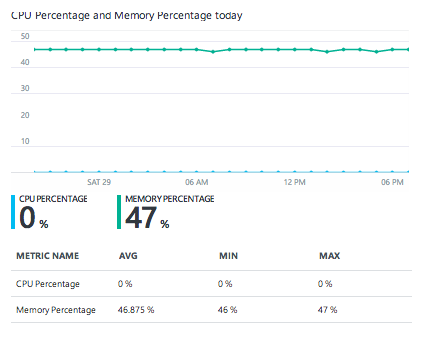 CPU Percentage and Memory Percentage today
50
40
30
20
10
SAT 29 06 AM 12 PM 06 PM
CPU PERCENTAGE MEMORY PERCENTAGE
0 % 47 %
METRIC NAME AVG MIN MAX
CPU Percentage 0 % 0 % 0 %
Memory Percentage 46.875 % 46 % 47 %